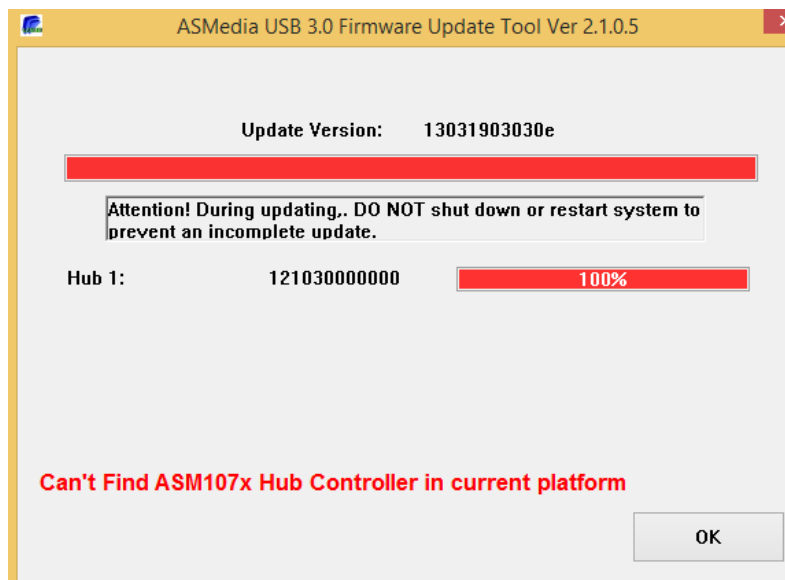 ASMedia USB 3.0 Firmware Update Tool Ver 2.1.0.5
Update Version: 13031903030e
Attention! During updating,. DO NOT shut down or restart system to
prevent an incomplete update.
Hub 1: 121030000000 100%
Can't Find ASM107x Hub Controller in current platform
OK